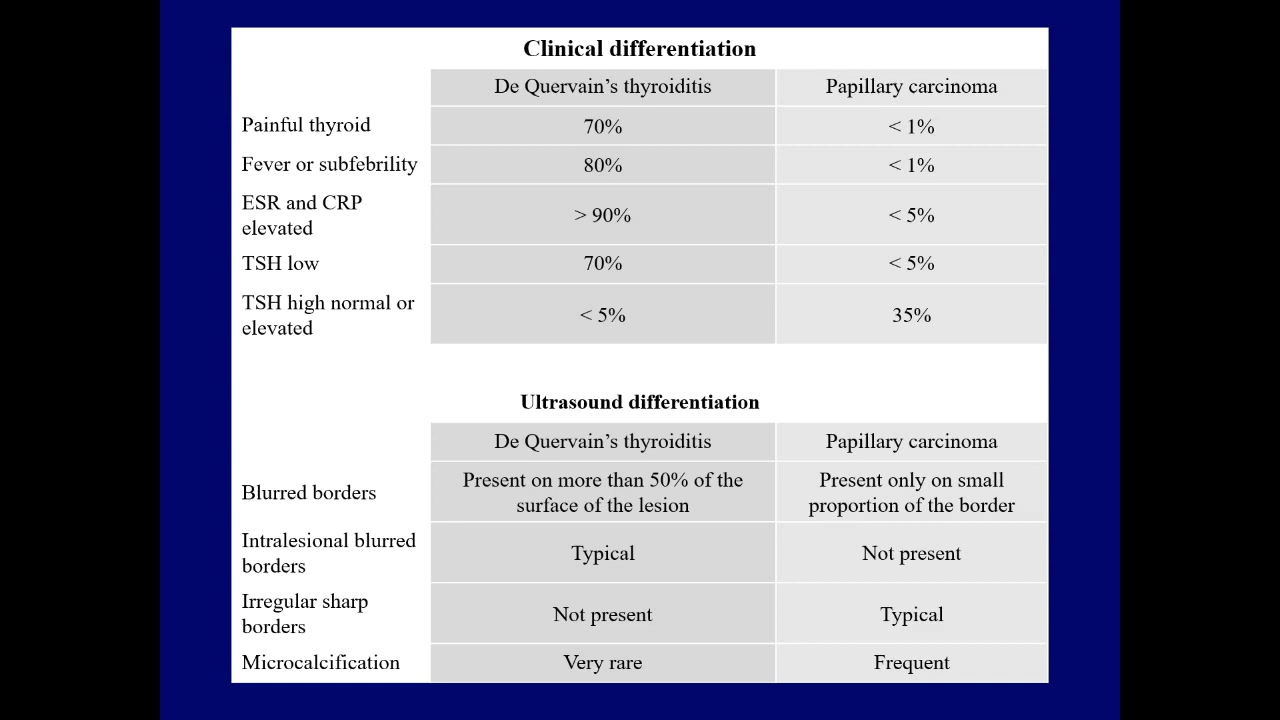 Clinical differentiation
De Quervain’s thyroiditis Papillary carcinoma
Painful thyroid 70% < 1%
Fever or subfebrility 80% < 1%
ESR and CRP
elevated > 90% < 5%
TSH low 70% < 5%
TSH high normal or
elevated < 5% 35%
Ultrasound differentiation
De Quervain’s thyroiditis Papillary carcinoma
Blurred borders
Present on more than 50% of the
surface of the lesion
Present only on small
proportion of the border
Intralesional blurred
borders
Typical Not present
Irregular sharp
borders
Not present Typical
Microcalcification Very rare Frequent